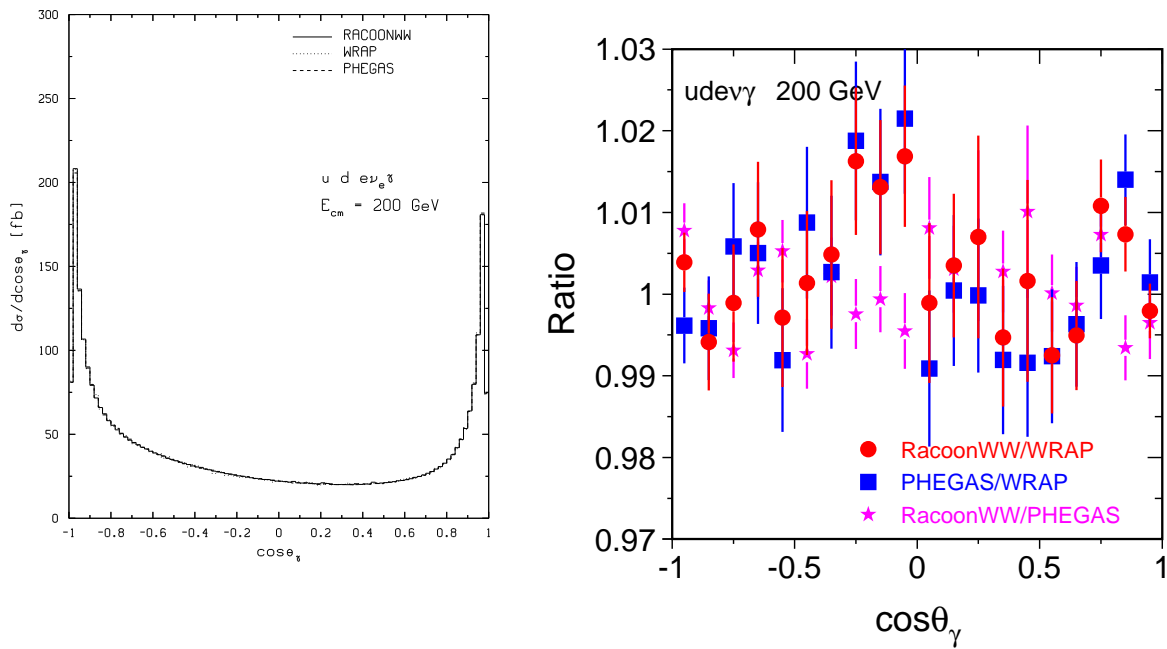 RACOONWW
WRAP
PHEGAS
u d eν_eγ
E_cm = 200 GeV
dσ/dcosθ_γ [fb]
300
250
200
150
100
50
0
-1 -0.8 -0.6 -0.4 -0.2 0 0.2 0.4 0.6 0.8 1
COSθ_γ
udeνγ 200 GeV
Ratio
1.03
1.02
1.01
1
0.99
0.98
0.97
RacoonWW/WRAP
PHEGAS/WRAP
RacoonWW/PHEGAS
-1 -0.5 0 0.5 1
cosθ_γ